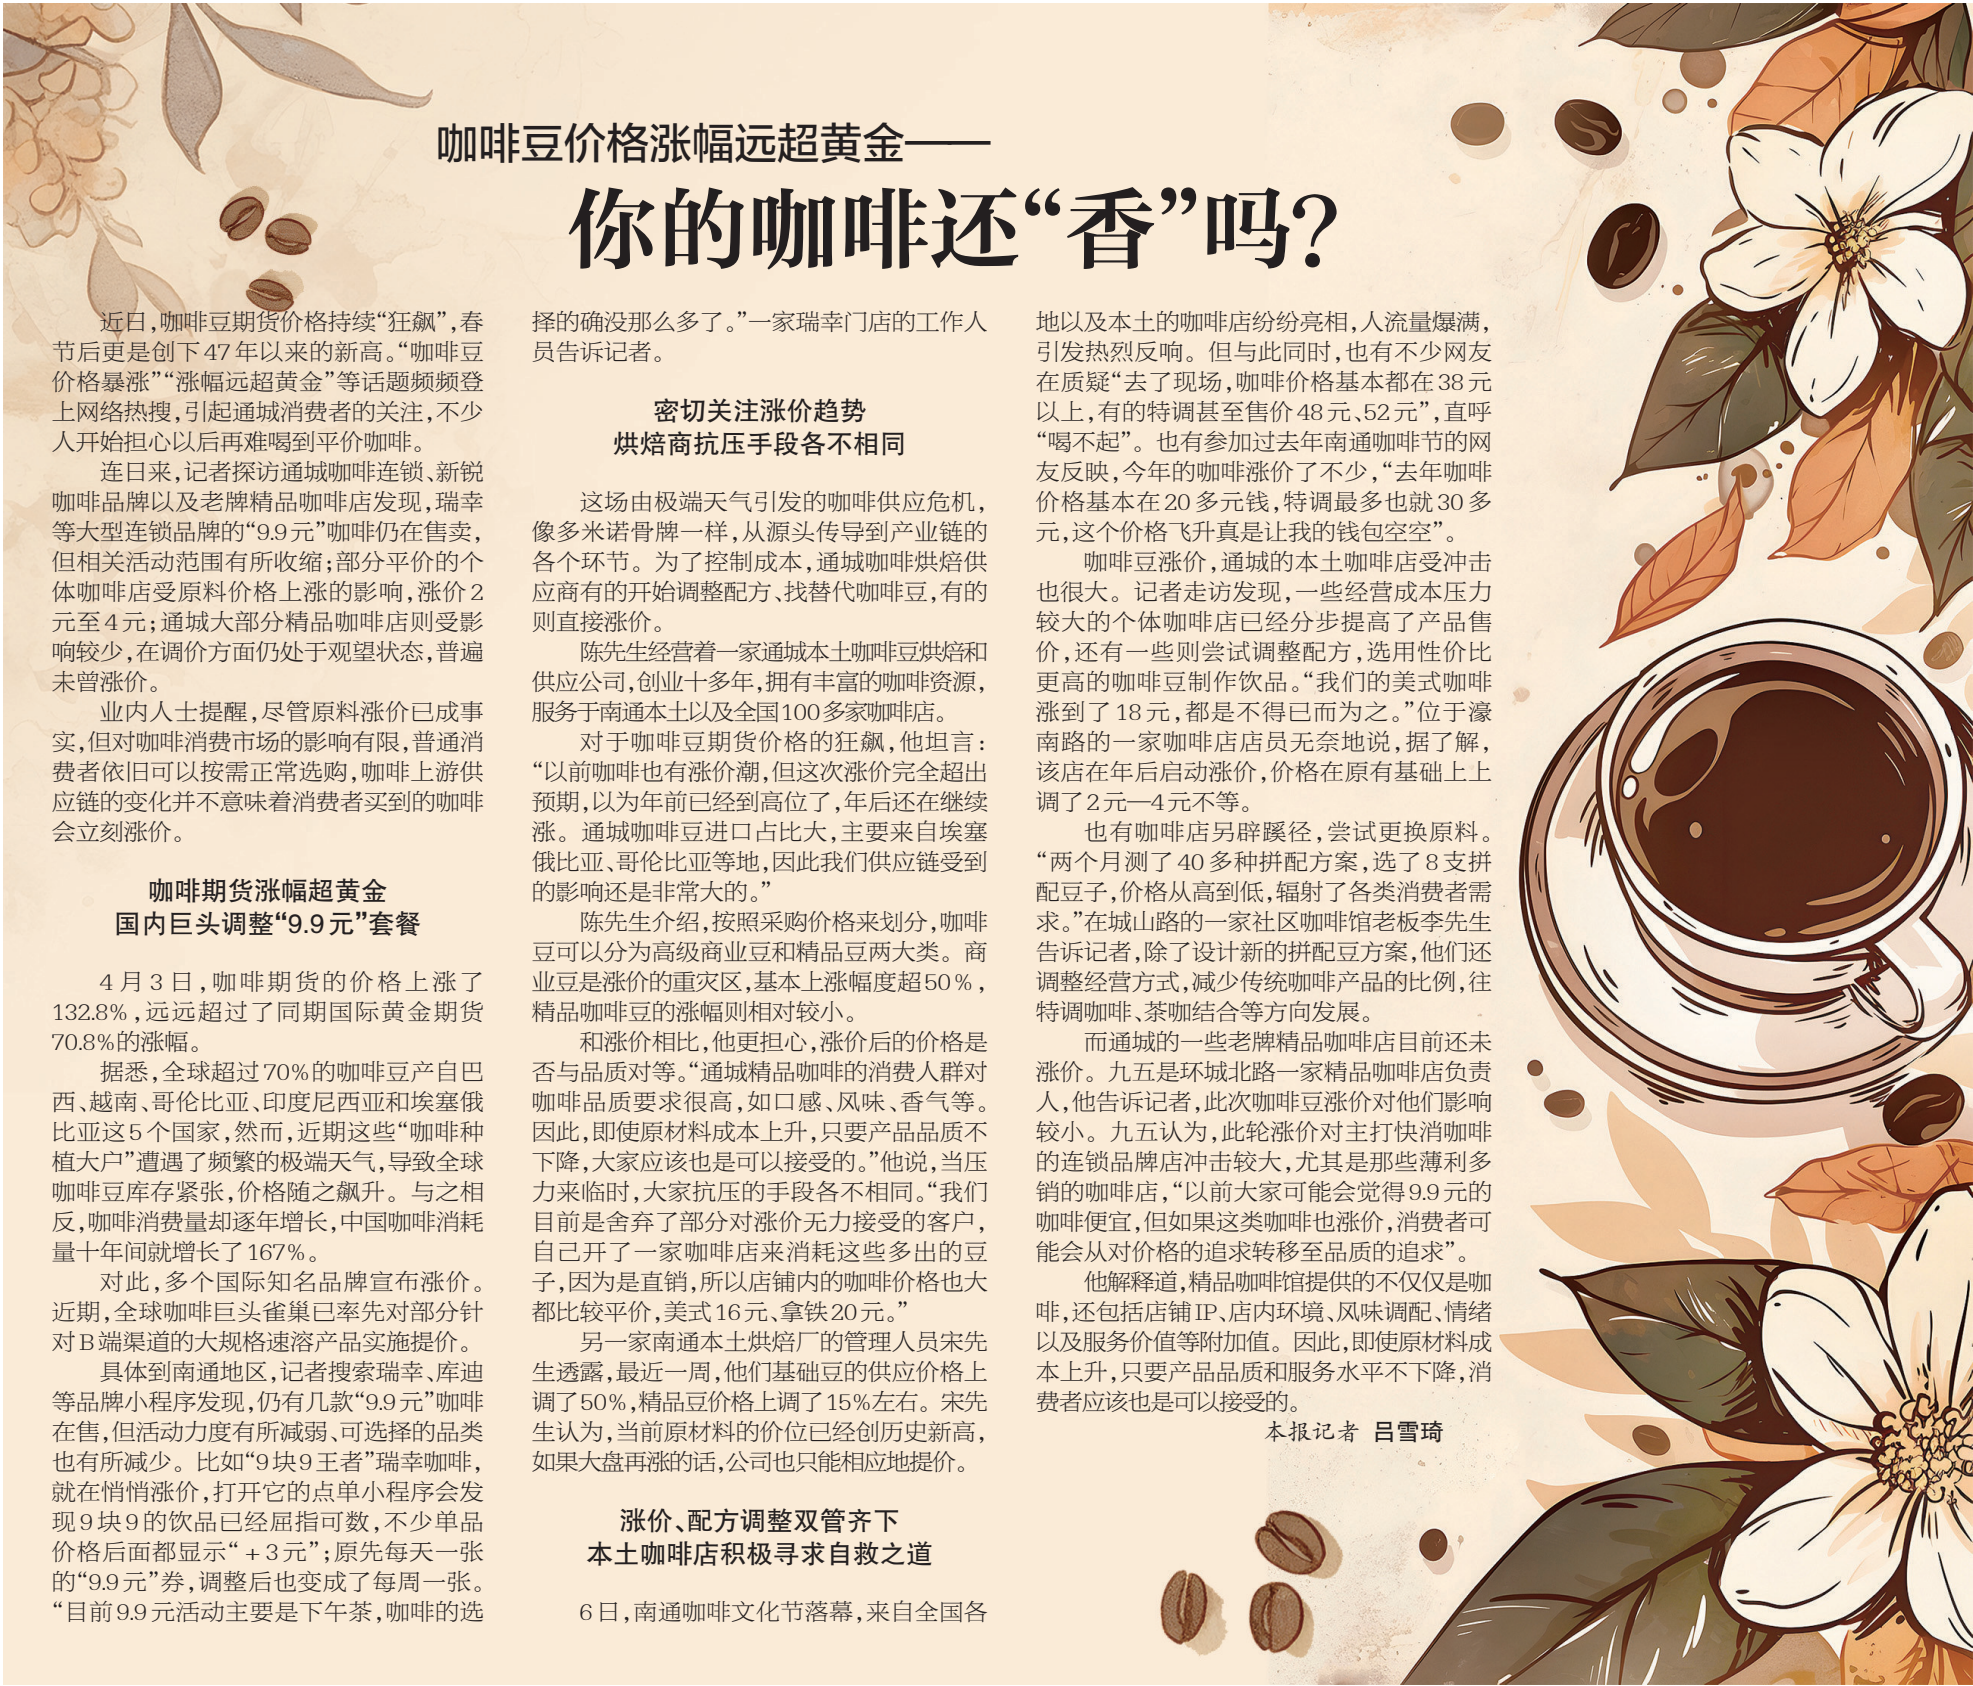 咖啡豆价格涨幅远超黄金——
你的咖啡还“香”吗？
近日，咖啡豆期货价格持续“狂飙”，春
节后更是创下47年以来的新高。“咖啡豆
价格暴涨”“涨幅远超黄金”等话题频频登
上网络热搜，引起通城消费者的关注，不少
人开始担心以后再难喝到平价咖啡。
连日来，记者探访通城咖啡连锁、新锐
咖啡品牌以及老牌精品咖啡店发现，瑞幸
等大型连锁品牌的“9.9元”咖啡仍在售卖，
但相关活动范围有所收缩；部分平价的个
体咖啡店受原料价格上涨的影响，涨价2
元至4元；通城大部分精品咖啡店则受影
响较少，在调价方面仍处于观望状态，普遍
未曾涨价。
业内人士提醒，尽管原料涨价已成事
实，但对咖啡消费市场的影响有限，普通消
费者依旧可以按需正常选购，咖啡上游供
应链的变化并不意味着消费者买到的咖啡
会立刻涨价。
咖啡期货涨幅超黄金
国内巨头调整“9.9元”套餐
4月3日，咖啡期货的价格上涨了
132.8%，远远超过了同期国际黄金期货
70.8%的涨幅。
据悉，全球超过70%的咖啡豆产自巴
西、越南、哥伦比亚、印度尼西亚和埃塞俄
比亚这5个国家，然而，近期这些“咖啡种
植大户”遭遇了频繁的极端天气，导致全球
咖啡豆库存紧张，价格随之飙升。与之相
反，咖啡消费量却逐年增长，中国咖啡消耗
量十年间就增长了167%。
对此，多个国际知名品牌宣布涨价。
近期，全球咖啡巨头雀巢已率先对部分针
对B端渠道的大规格速溶产品实施提价。
具体到南通地区，记者搜索瑞幸、库迪
等品牌小程序发现，仍有几款“9.9元”咖啡
在售，但活动力度有所减弱、可选择的品类
也有所减少。比如“9块9王者”瑞幸咖啡，
就在悄悄涨价，打开它的点单小程序会发
现9块9的饮品已经屈指可数，不少单品
价格后面都显示“+3元”；原先每天一张
的“9.9元”券，调整后也变成了每周一张。
“目前9.9元活动主要是下午茶，咖啡的选
择的确没那么多了。”一家瑞幸门店的工作人
员告诉记者。
密切关注涨价趋势
烘焙商抗压手段各不相同
这场由极端天气引发的咖啡供应危机，
像多米诺骨牌一样，从源头传导到产业链的
各个环节。为了控制成本，通城咖啡烘焙供
应商有的开始调整配方、找替代咖啡豆，有的
则直接涨价。
陈先生经营着一家通城本土咖啡豆烘焙和
供应公司，创业十多年，拥有丰富的咖啡资源，
服务于南通本土以及全国100多家咖啡店。
对于咖啡豆期货价格的狂飙，他坦言：
“以前咖啡也有涨价潮，但这次涨价完全超出
预期，以为年前已经到高位了，年后还在继续
涨。通城咖啡豆进口占比大，主要来自埃塞
俄比亚、哥伦比亚等地，因此我们供应链受到
的影响还是非常大的。”
陈先生介绍，按照采购价格来划分，咖啡
豆可以分为高级商业豆和精品豆两大类。商
业豆是涨价的重灾区，基本上涨幅度超50%，
精品咖啡豆的涨幅则相对较小。
和涨价相比，他更担心，涨价后的价格是
否与品质对等。“通城精品咖啡的消费人群对
咖啡品质要求很高，如口感、风味、香气等。
因此，即使原材料成本上升，只要产品品质不
下降，大家应该也是可以接受的。”他说，当压
力来临时，大家抗压的手段各不相同。“我们
目前是舍弃了部分对涨价无力接受的客户，
自己开了一家咖啡店来消耗这些多出的豆
子，因为是直销，所以店铺内的咖啡价格也大
都比较平价，美式16元、拿铁20元。”
另一家南通本土烘焙厂的管理人员宋先
生透露，最近一周，他们基础豆的供应价格上
调了50%，精品豆价格上调了15%左右。宋先
生认为，当前原材料的价位已经创历史新高，
如果大盘再涨的话，公司也只能相应地提价。
涨价、配方调整双管齐下
本土咖啡店积极寻求自救之道
6日，南通咖啡文化节落幕，来自全国各
地以及本土的咖啡店纷纷亮相，人流量爆满，
引发热烈反响。但与此同时，也有不少网友
在质疑“去了现场，咖啡价格基本都在38元
以上，有的特调甚至售价48元、52元”，直呼
“喝不起”。也有参加过去年南通咖啡节的网
友反映，今年的咖啡涨价了不少，“去年咖啡
价格基本在20多元钱，特调最多也就30多
元，这个价格飞升真是让我的钱包空空”。
咖啡豆涨价，通城的本土咖啡店受冲击
也很大。记者走访发现，一些经营成本压力
较大的个体咖啡店已经分步提高了产品售
价，还有一些则尝试调整配方，选用性价比
更高的咖啡豆制作饮品。“我们的美式咖啡
涨到了18元，都是不得已而为之。”位于濠
南路的一家咖啡店店员无奈地说，据了解，
该店在年后启动涨价，价格在原有基础上上
调了2元—4元不等。
也有咖啡店另辟蹊径，尝试更换原料。
“两个月测了40多种拼配方案，选了8支拼
配豆子，价格从高到低，辐射了各类消费者需
求。”在城山路的一家社区咖啡馆老板李先生
告诉记者，除了设计新的拼配豆方案，他们还
调整经营方式，减少传统咖啡产品的比例，往
特调咖啡、茶咖结合等方向发展。
而通城的一些老牌精品咖啡店目前还未
涨价。九五是环城北路一家精品咖啡店负责
人，他告诉记者，此次咖啡豆涨价对他们影响
较小。九五认为，此轮涨价对主打快消咖啡
的连锁品牌店冲击较大，尤其是那些薄利多
销的咖啡店，“以前大家可能会觉得9.9元的
咖啡便宜，但如果这类咖啡也涨价，消费者可
能会从对价格的追求转移至品质的追求”。
他解释道，精品咖啡馆提供的不仅仅是咖
啡，还包括店铺IP、店内环境、风味调配、情绪
以及服务价值等附加值。因此，即使原材料成
本上升，只要产品品质和服务水平不下降，消
费者应该也是可以接受的。
本报记者 吕雪琦